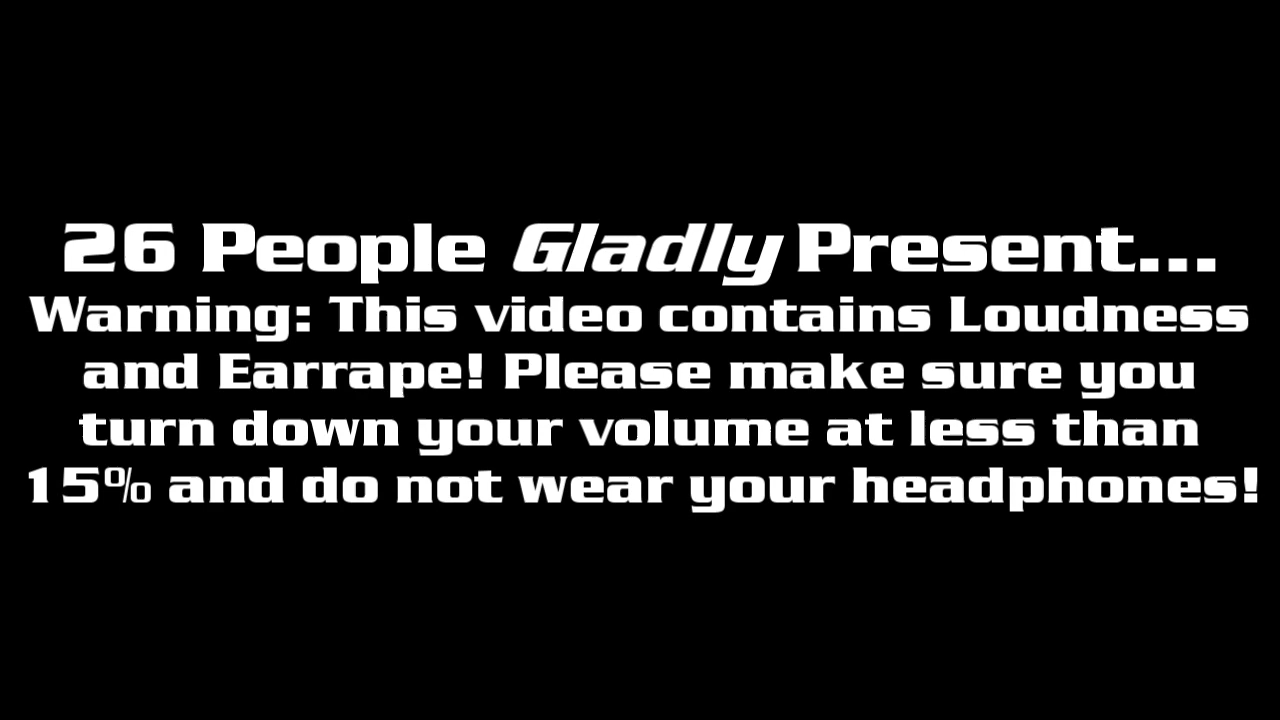 26 People Gladly Present...
Warning: This video contains Loudness
and Earrape! Please make sure you
turn down your volume at less than
15% and do not wear your headphones!